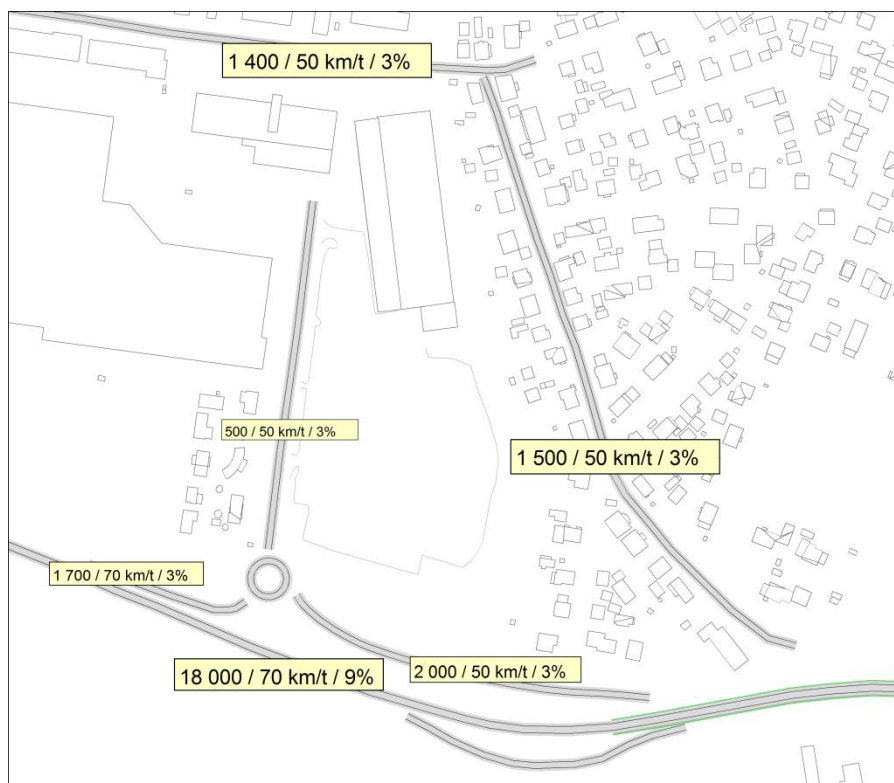 1 400 / 50 km/t / 3%
500 / 50 km/t / 3%
1 500 / 50 km/t / 3%
1 700 / 70 km/t / 3%
18 000 / 70 km/t / 9%
2 000 / 50 km/t / 3%